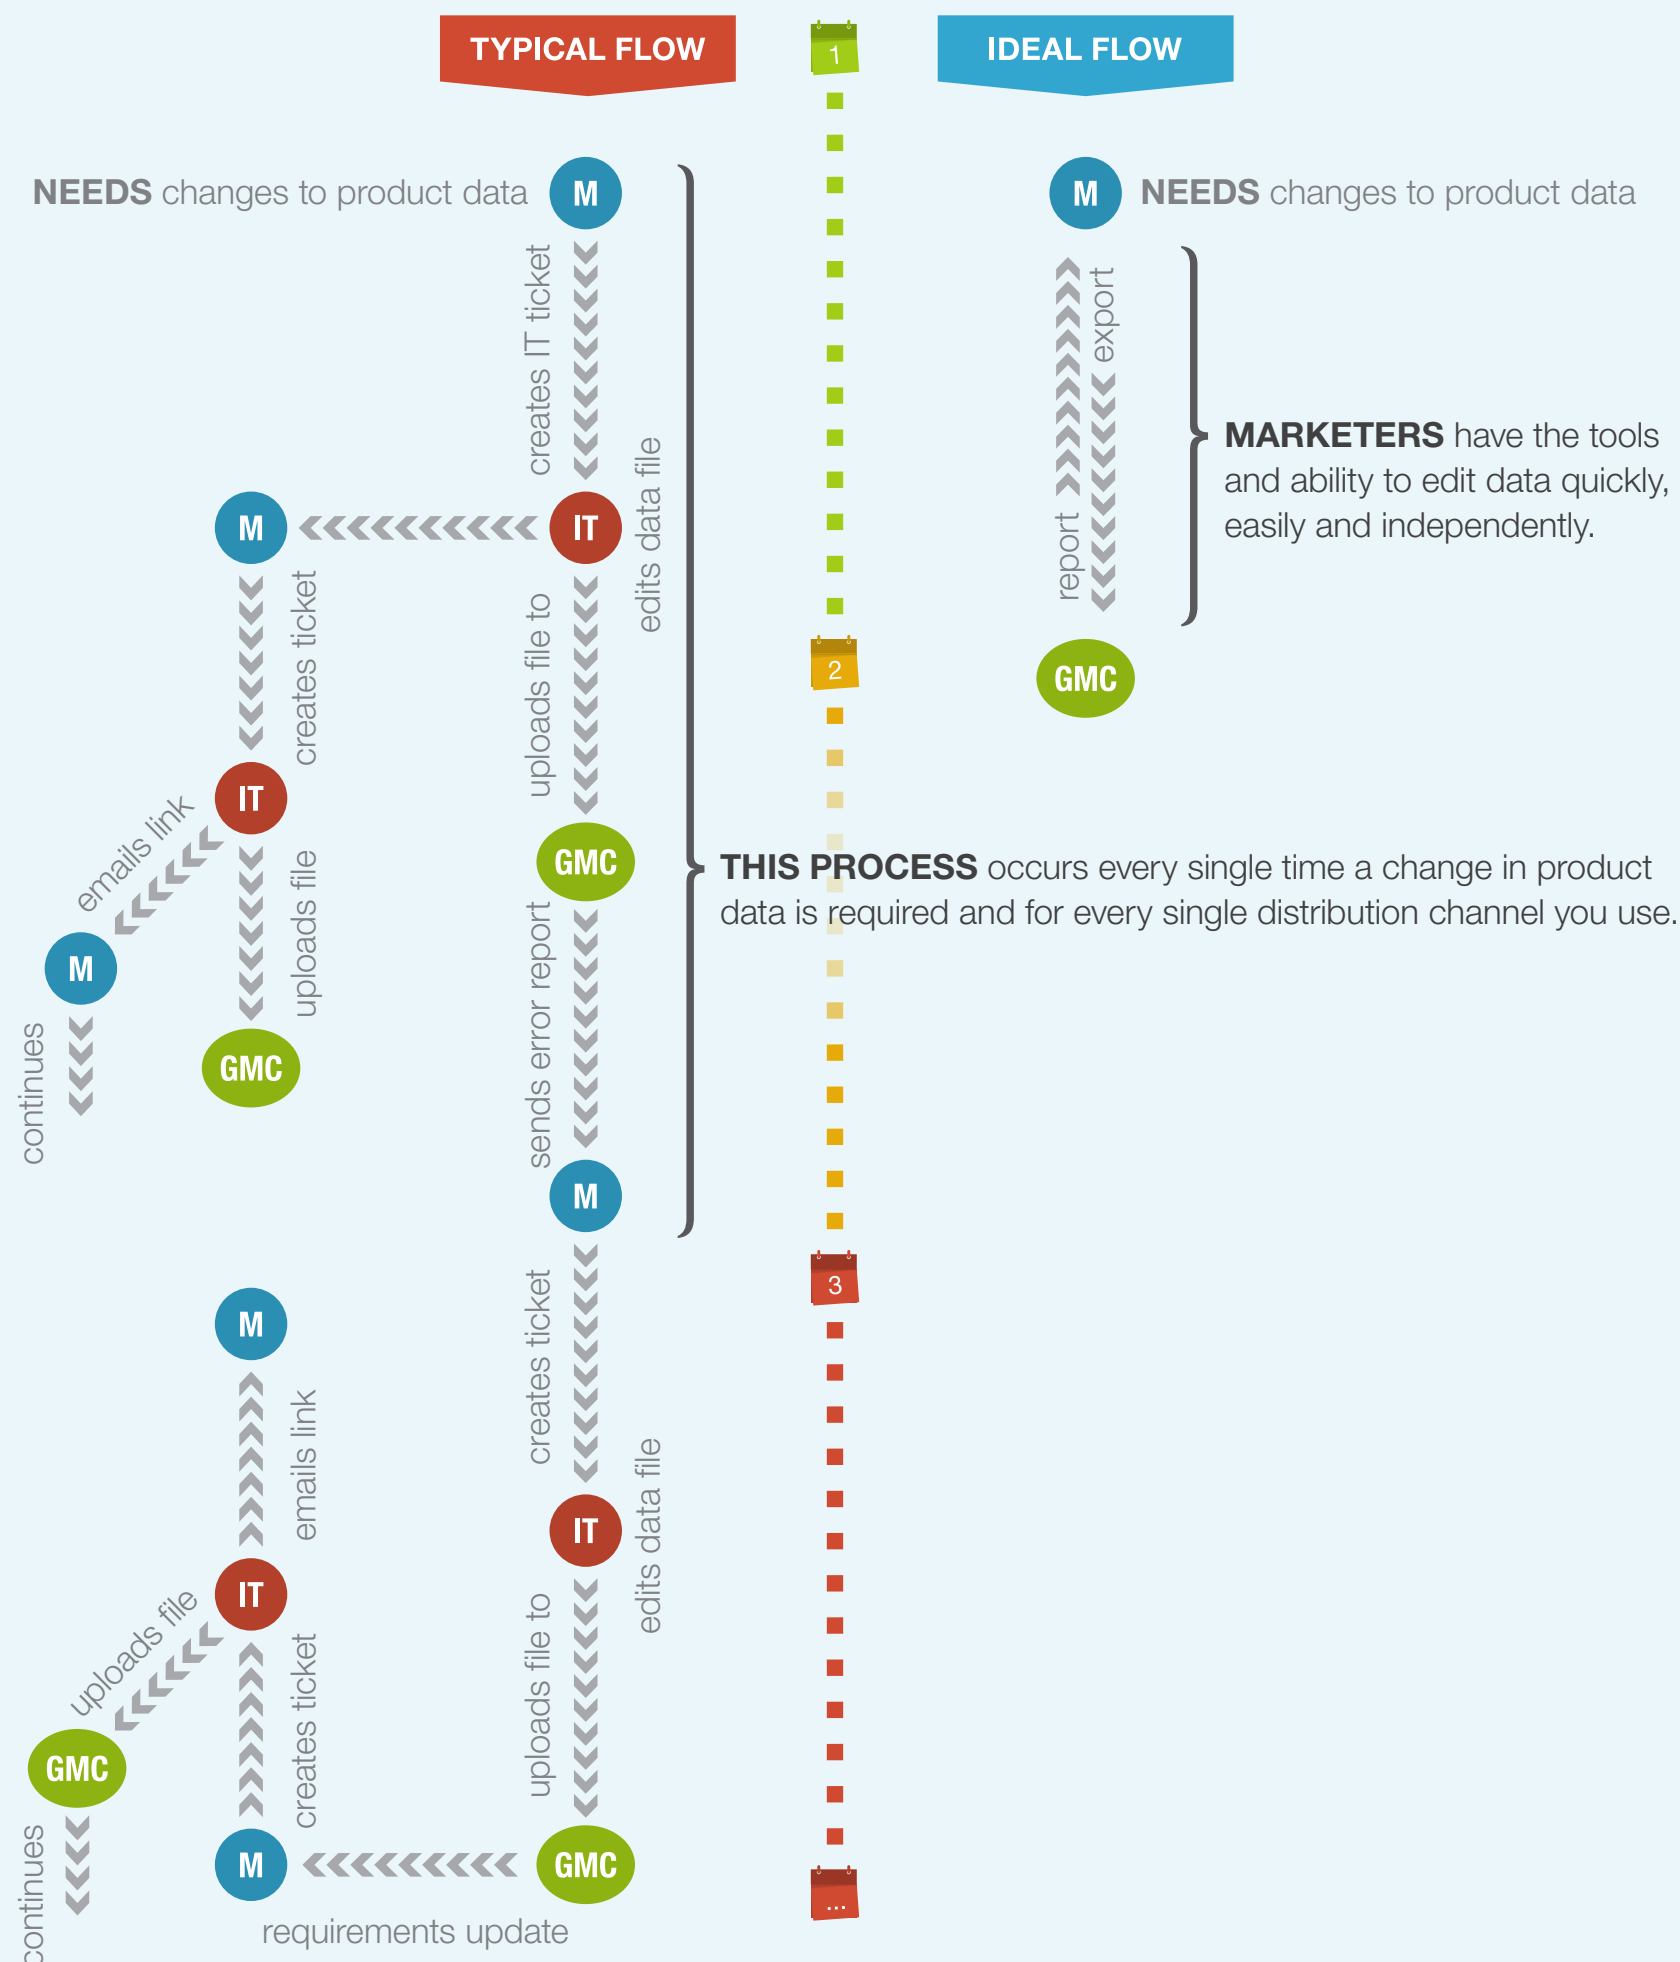 TYPICAL FLOW
1
IDEAL FLOW
NEEDS changes to product data
M
M
NEEDS changes to product data
creates IT ticket
report
export
MARKETERS have the tools
and ability to edit data quickly,
easily and independently.
M
IT
edits data file
creates ticket
uploads file to
2
GMC
IT
emails link
uploads file
GMC
THIS PROCESS occurs every single time a change in product
data is required and for every single distribution channel you use.
M
sends error report
continues
GMC
M
3
M
creates ticket
emails link
IT
edits data file
IT
uploads file
creates ticket
uploads file to
GMC
continues
M
GMC
...
requirements update